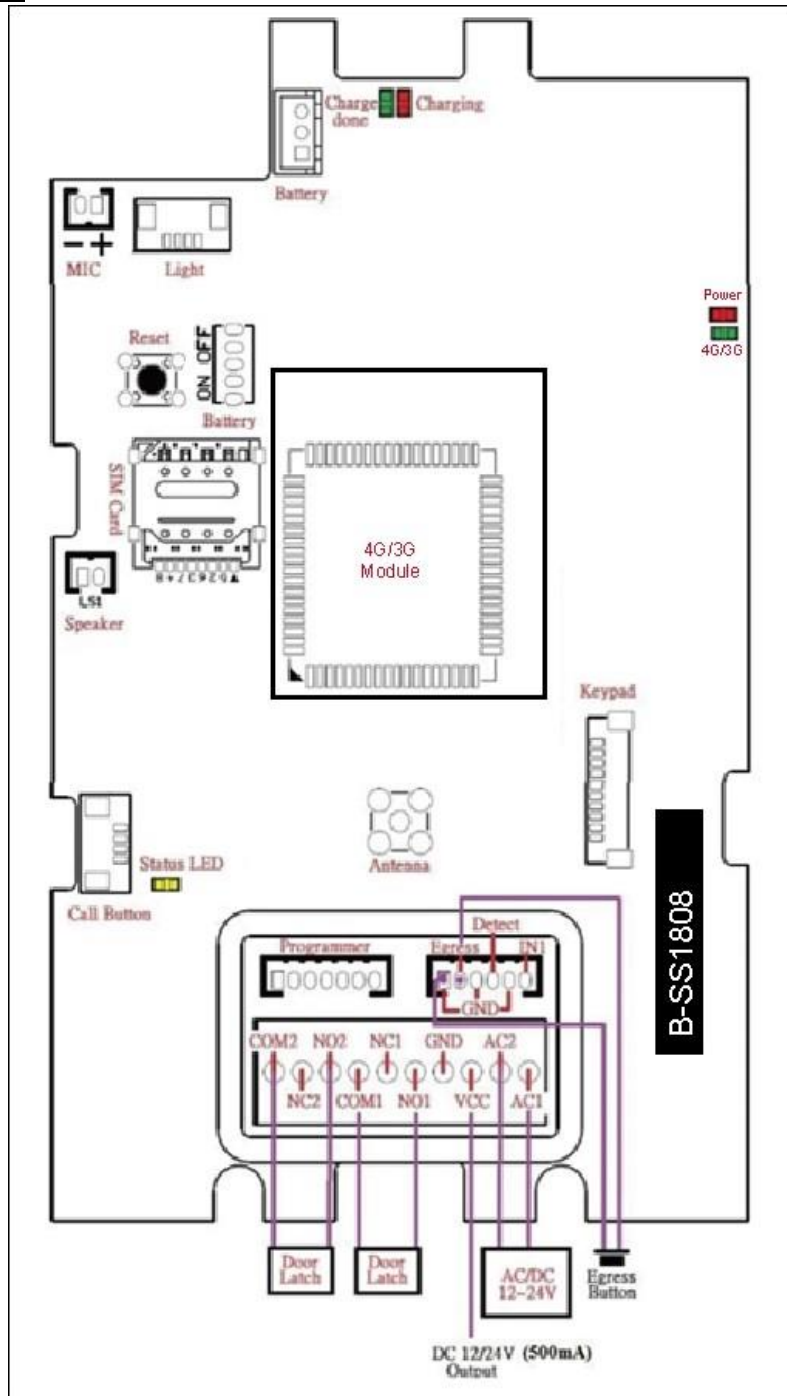 Charge
done
Charging
Battery
- +
MIC
Light
Power
4G/3G
Reset
ON OFF
Battery
SIM Card
4G/3G
Module
LS1
Speaker
Keypad
Status LED
Call Button
Antenna
B-SS1808
Detect
Programmer
Egress
IN1
GND
COM2 NO2 NC1 GND AC2
NC2 COM1 NO1 VCC AC1
Door
Latch
Door
Latch
AC/DC
12-24V
Egress
Button
DC 12/24V (500mA)
Output